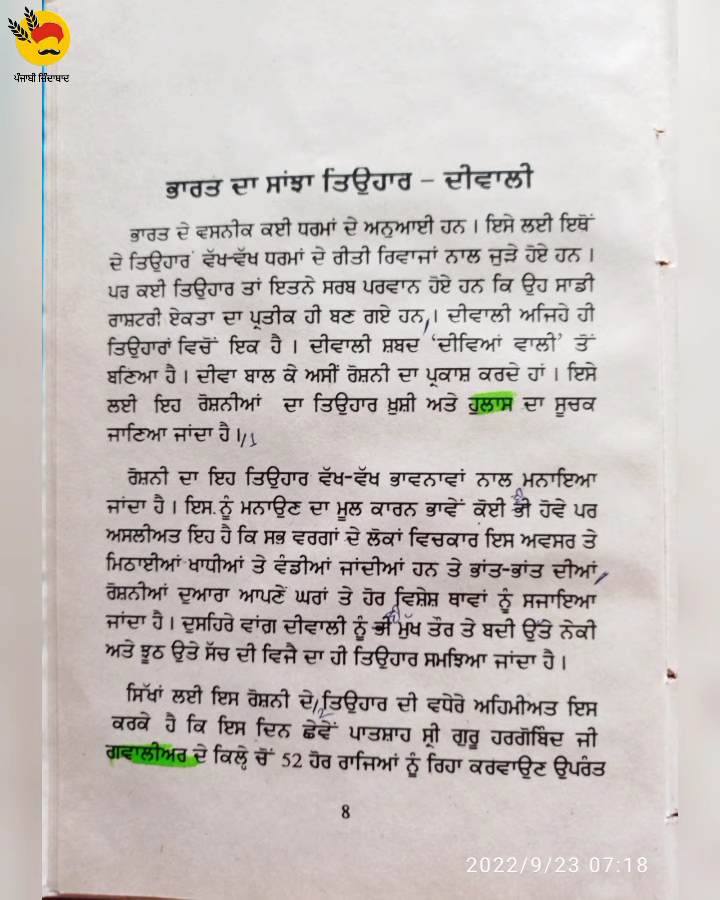 ਪੰਜਾਬੀ ਜ਼ਿੰਦਾਬਾਦ
ਭਾਰਤ ਦਾ ਸਾਂਝਾ ਤਿਉਹਾਰ – ਦੀਵਾਲੀ
ਭਾਰਤ ਦੇ ਵਸਨੀਕ ਕਈ ਧਰਮਾਂ ਦੇ ਅਨੁਆਈ ਹਨ । ਇਸੇ ਲਈ ਇਥੋਂ
ਦੇ ਤਿਉਹਾਰ ਵੱਖ-ਵੱਖ ਧਰਮਾਂ ਦੇ ਰੀਤੀ ਰਿਵਾਜਾਂ ਨਾਲ ਜੁੜੇ ਹੋਏ ਹਨ ।
ਪਰ ਕਈ ਤਿਉਹਾਰ ਤਾਂ ਇਤਨੇ ਸਰਬ ਪਰਵਾਨ ਹੋਏ ਹਨ ਕਿ ਉਹ ਸਾਡੀ
ਰਾਸ਼ਟਰੀ ਏਕਤਾ ਦਾ ਪ੍ਰਤੀਕ ਹੀ ਬਣ ਗਏ ਹਨ । ਦੀਵਾਲੀ ਅਜਿਹੇ ਹੀ
ਤਿਉਹਾਰਾਂ ਵਿਚੋਂ ਇਕ ਹੈ । ਦੀਵਾਲੀ ਸ਼ਬਦ ‘ਦੀਵਿਆਂ ਵਾਲੀ’ ਤੋਂ
ਬਣਿਆ ਹੈ । ਦੀਵਾ ਬਾਲ ਕੇ ਅਸੀਂ ਰੋਸ਼ਨੀ ਦਾ ਪ੍ਰਕਾਸ਼ ਕਰਦੇ ਹਾਂ । ਇਸੇ
ਲਈ ਇਹ ਰੋਸ਼ਨੀਆਂ ਦਾ ਤਿਉਹਾਰ ਖ਼ੁਸ਼ੀ ਅਤੇ ਹੁਲਾਸ ਦਾ ਸੂਚਕ
ਜਾਣਿਆ ਜਾਂਦਾ ਹੈ ।
ਰੋਸ਼ਨੀ ਦਾ ਇਹ ਤਿਉਹਾਰ ਵੱਖ-ਵੱਖ ਭਾਵਨਾਵਾਂ ਨਾਲ ਮਨਾਇਆ
ਜਾਂਦਾ ਹੈ । ਇਸ ਨੂੰ ਮਨਾਉਣ ਦਾ ਮੂਲ ਕਾਰਨ ਭਾਵੇਂ ਕੋਈ ਭੀ ਹੋਵੇ ਪਰ
ਅਸਲੀਅਤ ਇਹ ਹੈ ਕਿ ਸਭ ਵਰਗਾਂ ਦੇ ਲੋਕਾਂ ਵਿਚਕਾਰ ਇਸ ਅਵਸਰ ਤੇ
ਮਿਠਾਈਆਂ ਖਾਧੀਆਂ ਤੇ ਵੰਡੀਆਂ ਜਾਂਦੀਆਂ ਹਨ ਤੇ ਭਾਂਤ-ਭਾਂਤ ਦੀਆਂ
ਰੋਸ਼ਨੀਆਂ ਦੁਆਰਾ ਆਪਣੇਂ ਘਰਾਂ ਤੇ ਹੋਰ ਵਿਸ਼ੇਸ਼ ਥਾਵਾਂ ਨੂੰ ਸਜਾਇਆ
ਜਾਂਦਾ ਹੈ । ਦੁਸਹਿਰੇ ਵਾਂਗ ਦੀਵਾਲੀ ਨੂੰ ਭੀ ਮੁੱਖ ਤੌਰ ਤੇ ਬਦੀ ਉੱਤੇ ਨੇਕੀ
ਅਤੇ ਝੂਠ ਉਤੇ ਸੱਚ ਦੀ ਵਿਜੈ ਦਾ ਹੀ ਤਿਉਹਾਰ ਸਮਝਿਆ ਜਾਂਦਾ ਹੈ ।
ਸਿੱਖਾਂ ਲਈ ਇਸ ਰੋਸ਼ਨੀ ਦੇ ਤਿਉਹਾਰ ਦੀ ਵਧੇਰੇ ਅਹਿਮੀਅਤ ਇਸ
ਕਰਕੇ ਹੈ ਕਿ ਇਸ ਦਿਨ ਛੇਵੇਂ ਪਾਤਸ਼ਾਹ ਸ੍ਰੀ ਗੁਰੂ ਹਰਗੋਬਿੰਦ ਜੀ
ਗਵਾਲੀਅਰ ਦੇ ਕਿਲ੍ਹੇ ਚੋਂ 52 ਹੋਰ ਰਾਜਿਆਂ ਨੂੰ ਰਿਹਾ ਕਰਵਾਉਣ ਉਪਰੰਤ
8
2022/9/23 07:18